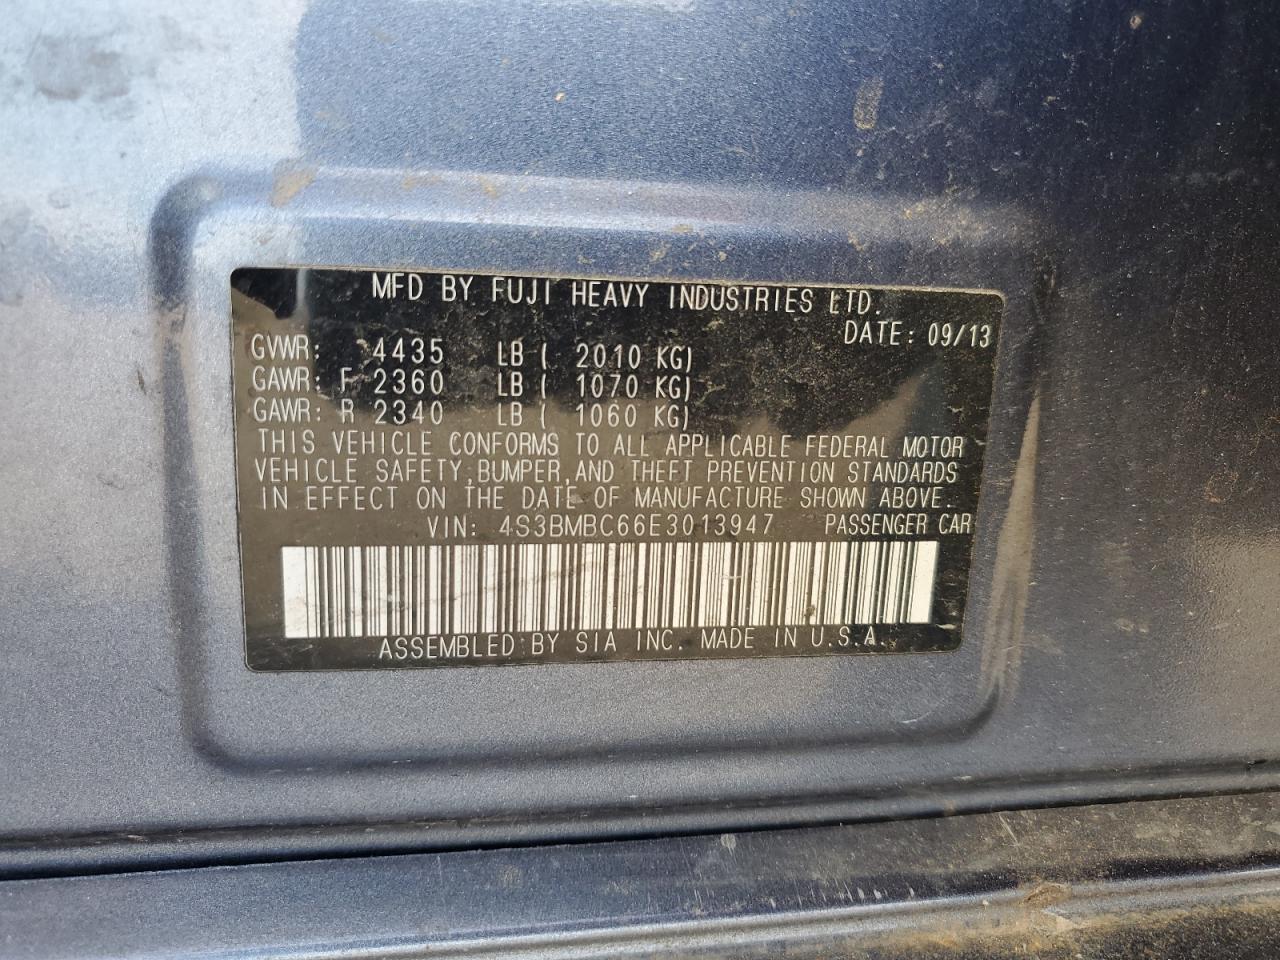 MFD BY FUJI HEAVY INDUSTRIES LTD.
DATE: 09/13
GVWR: 4435 LB ( 2010 KG)
GAWR: F 2360 LB ( 1070 KG)
GAWR: R 2340 LB ( 1060 KG)
THIS VEHICLE CONFORMS TO ALL APPLICABLE FEDERAL MOTOR
VEHICLE SAFETY, BUMPER, AND THEFT PREVENTION STANDARDS
IN EFFECT ON THE DATE OF MANUFACTURE SHOWN ABOVE.
VIN: 4S3BMBC66E3013947 PASSENGER CAR
ASSEMBLED BY SIA INC. MADE IN U.S.A.